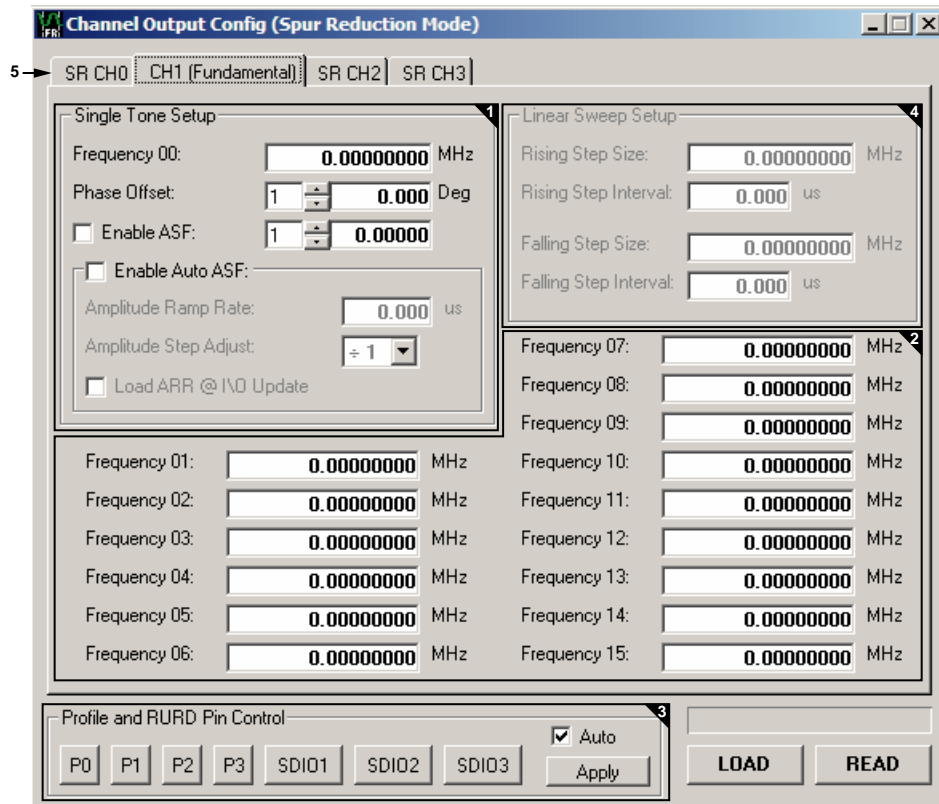 Channel Output Config (Spur Reduction Mode)
5
SR CH0 CH1 (Fundamental) SR CH2 SR CH3
Single Tone Setup
1
Frequency 00: 0.00000000 MHz
Phase Offset: 1 0.000 Deg
Enable ASF: 1 0.00000
Enable Auto ASF:
Amplitude Ramp Rate: 0.000 us
Amplitude Step Adjust: ÷ 1
Load ARR @ I\O Update
Linear Sweep Setup
4
Rising Step Size: 0.00000000 MHz
Rising Step Interval: 0.000 us
Falling Step Size: 0.00000000 MHz
Falling Step Interval: 0.000 us
2
Frequency 01: 0.00000000 MHz
Frequency 02: 0.00000000 MHz
Frequency 03: 0.00000000 MHz
Frequency 04: 0.00000000 MHz
Frequency 05: 0.00000000 MHz
Frequency 06: 0.00000000 MHz
Frequency 07: 0.00000000 MHz
Frequency 08: 0.00000000 MHz
Frequency 09: 0.00000000 MHz
Frequency 10: 0.00000000 MHz
Frequency 11: 0.00000000 MHz
Frequency 12: 0.00000000 MHz
Frequency 13: 0.00000000 MHz
Frequency 14: 0.00000000 MHz
Frequency 15: 0.00000000 MHz
Profile and RURD Pin Control
3
Auto
P0 P1 P2 P3 SDIO1 SDIO2 SDIO3 Apply
LOAD READ